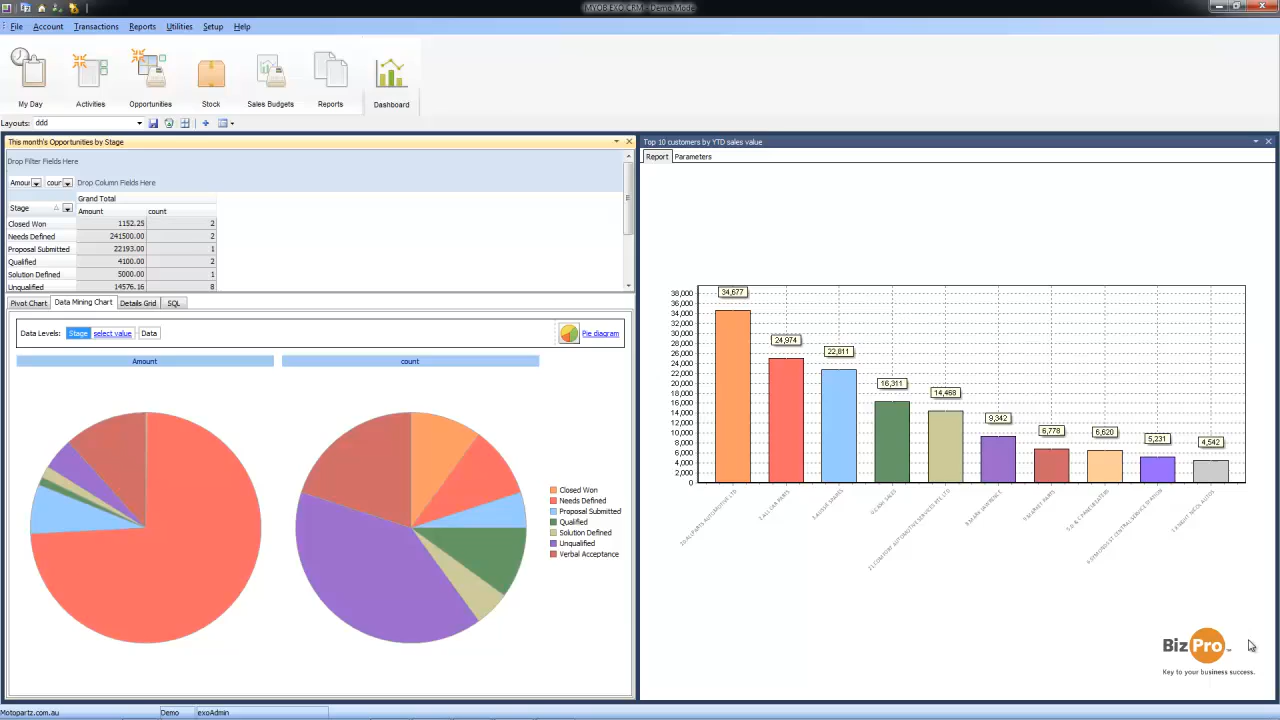 MYOB EXO CRM - Demo Mode
File Account Transactions Reports Utilities Setup Help
My Day Activities Opportunities Stock Sales Budgets Reports Dashboard
Layouts: ddd
This month's Opportunities by Stage
Drop Filter Fields Here
Amour cour Drop Column Fields Here
Grand Total
Stage Amount count
Closed Won 1152.25 2
Needs Defined 241500.00 2
Proposal Submitted 22193.00 1
Qualified 4100.00 2
Solution Defined 5000.00 1
Unqualified 14576.16 8
Pivot Chart Data Mining Chart Details Grid SQL
Data Levels: Stage select value Data Pie diagram
Amount count
Closed Won
Needs Defined
Proposal Submitted
Qualified
Solution Defined
Unqualified
Verbal Acceptance
Top 10 customers by YTD sales value
Report Parameters
38,000
36,000
34,000
32,000
30,000
28,000
26,000
24,000
22,000
20,000
18,000
16,000
14,000
12,000
10,000
8,000
6,000
4,000
2,000
0
34,677
24,974
22,811
16,311
14,468
9,342
6,778
6,620
5,231
4,542
BizPro
Key to your business success.
Motopartz.com.au Demo exoAdmin